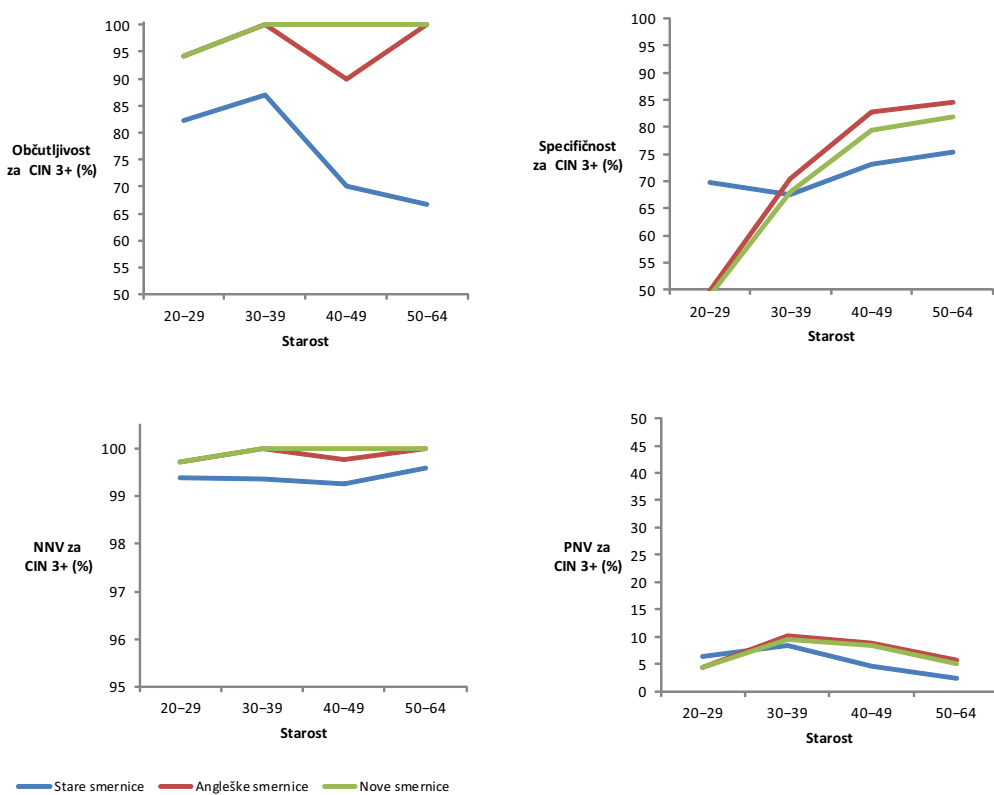 100
95
90
85
80
75
70
65
60
55
50
Občutljivost
za CIN 3+ (%)
20–29 30–39 40–49 50–64
Starost
100
95
90
85
80
75
70
65
60
55
50
Specifičnost
za CIN 3+ (%)
20–29 30–39 40–49 50–64
Starost
100
99
98
97
96
95
NNV za
CIN 3+ (%)
20–29 30–39 40–49 50–64
Starost
50
45
40
35
30
25
20
15
10
5
0
PNV za
CIN 3+ (%)
20–29 30–39 40–49 50–64
Starost
Stare smernice Angleške smernice Nove smernice